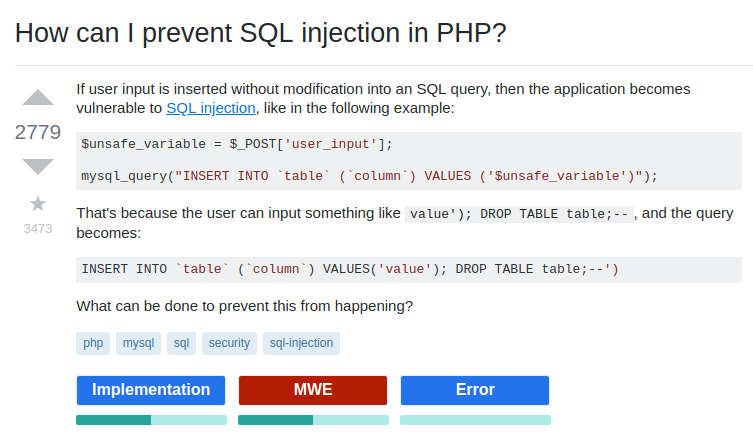 How can I prevent SQL injection in PHP?
If user input is inserted without modification into an SQL query, then the application becomes
vulnerable to SQL injection, like in the following example:
2779
$unsafe_variable = $_POST['user_input'];
mysql_query("INSERT INTO `table` (`column`) VALUES ('$unsafe_variable')");
3473
That's because the user can input something like value'); DROP TABLE table;-- , and the query
becomes:
INSERT INTO `table` (`column`) VALUES('value'); DROP TABLE table;--')
What can be done to prevent this from happening?
php mysql sql security sql-injection
Implementation MWE Error